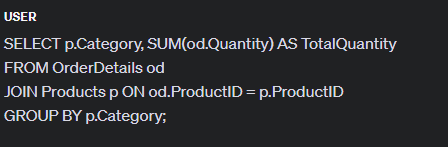 USER
SELECT p.Category, SUM(od.Quantity) AS TotalQuantity
FROM OrderDetails od
JOIN Products p ON od.ProductID = p.ProductID
GROUP BY p.Category;